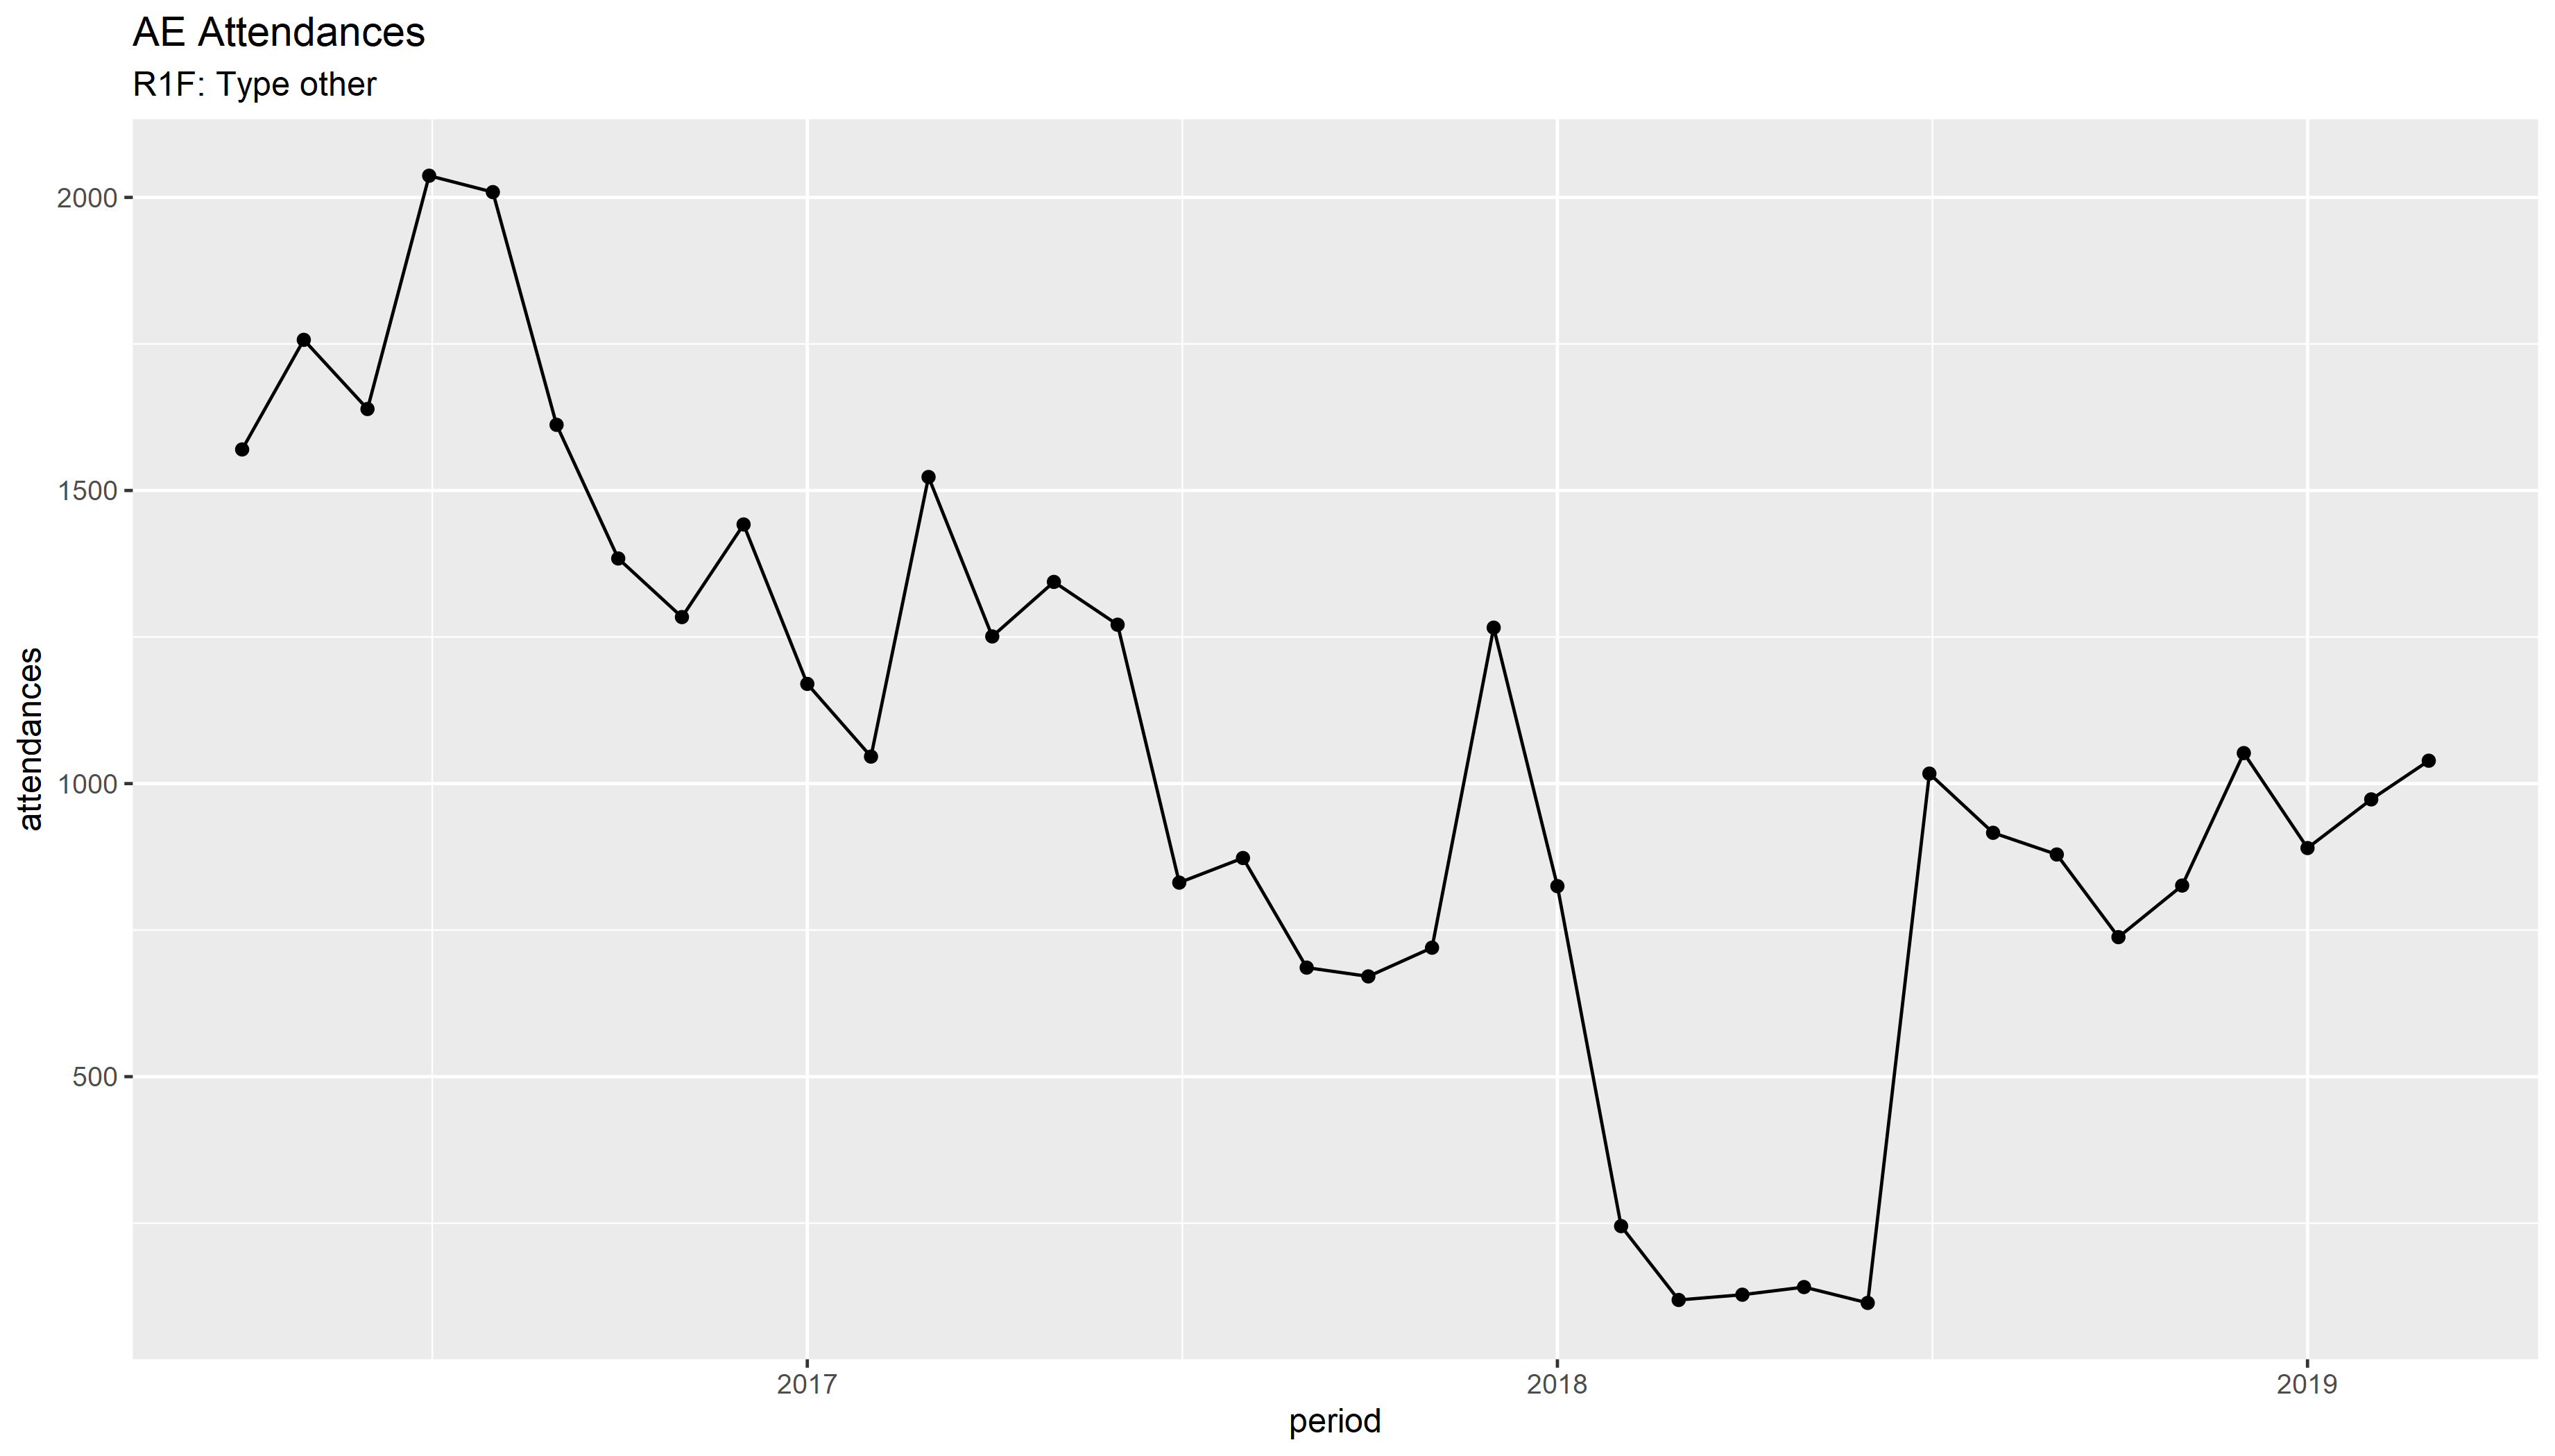 AE Attendances
R1F: Type other
attendances
2000
1500
1000
500
2017
2018
2019
period